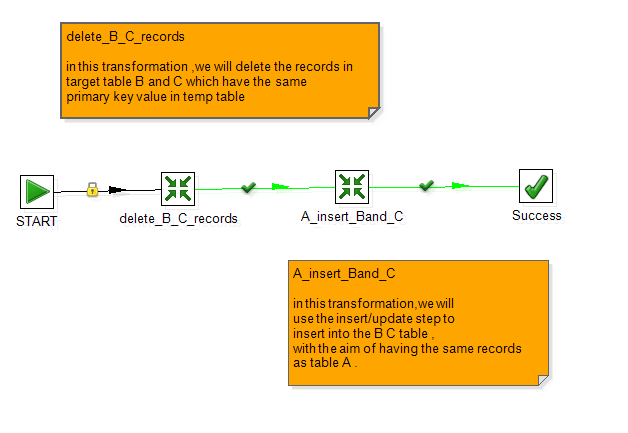 delete_B_C_records
in this transformation ,we will delete the records in
target table B and C which have the same
primary key value in temp table
START
delete_B_C_records
A_insert_Band_C
Success
A_insert_Band_C
in this transformation,we will
use the insert/update step to
insert into the B C table ,
with the aim of having the same records
as table A .